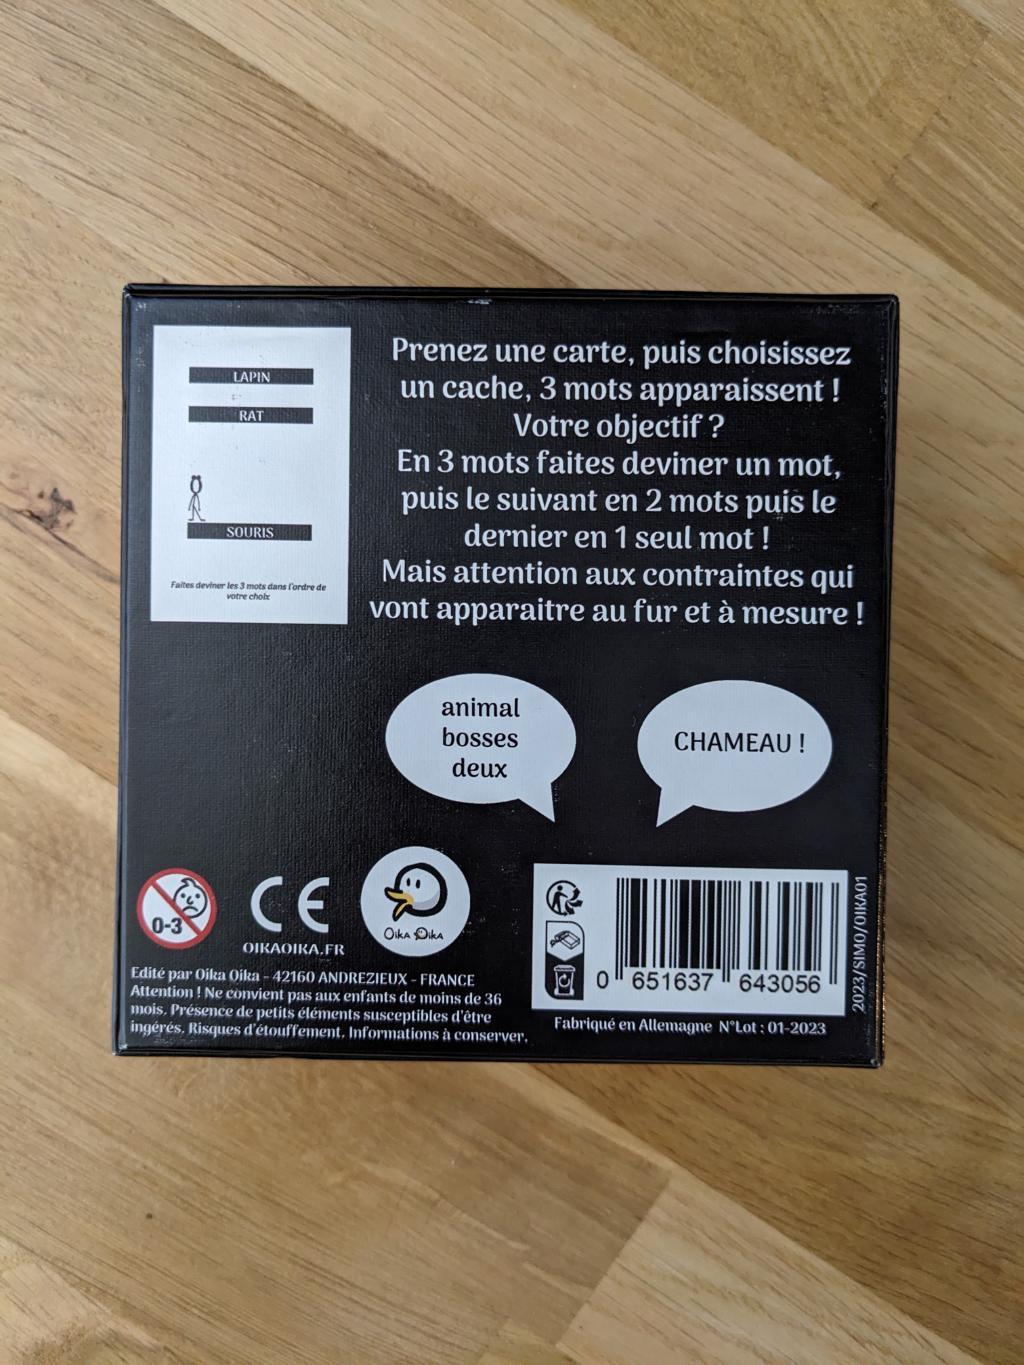 LAPIN
RAT
SOURIS
Faites deviner les 3 mots dans l'ordre de
votre choix
Prenez une carte, puis choisissez
un cache, 3 mots apparaissent !
Votre objectif ?
En 3 mots faites deviner un mot,
puis le suivant en 2 mots puis le
dernier en 1 seul mot !
Mais attention aux contraintes qui
vont apparaitre au fur et à mesure !
animal
bosses
deux
CHAMEAU !
0-3
CE
OIKAOIKA.FR
Oika Oika
Edité par Oika Oika - 42160 ANDREZIEUX - FRANCE
Attention ! Ne convient pas aux enfants de moins de 36
mois. Présence de petits éléments susceptibles d'être
ingérés. Risques d'étouffement. Informations à conserver.
0 651637 643056
Fabriqué en Allemagne N°Lot : 01-2023
2023/SIMO/OIKA01